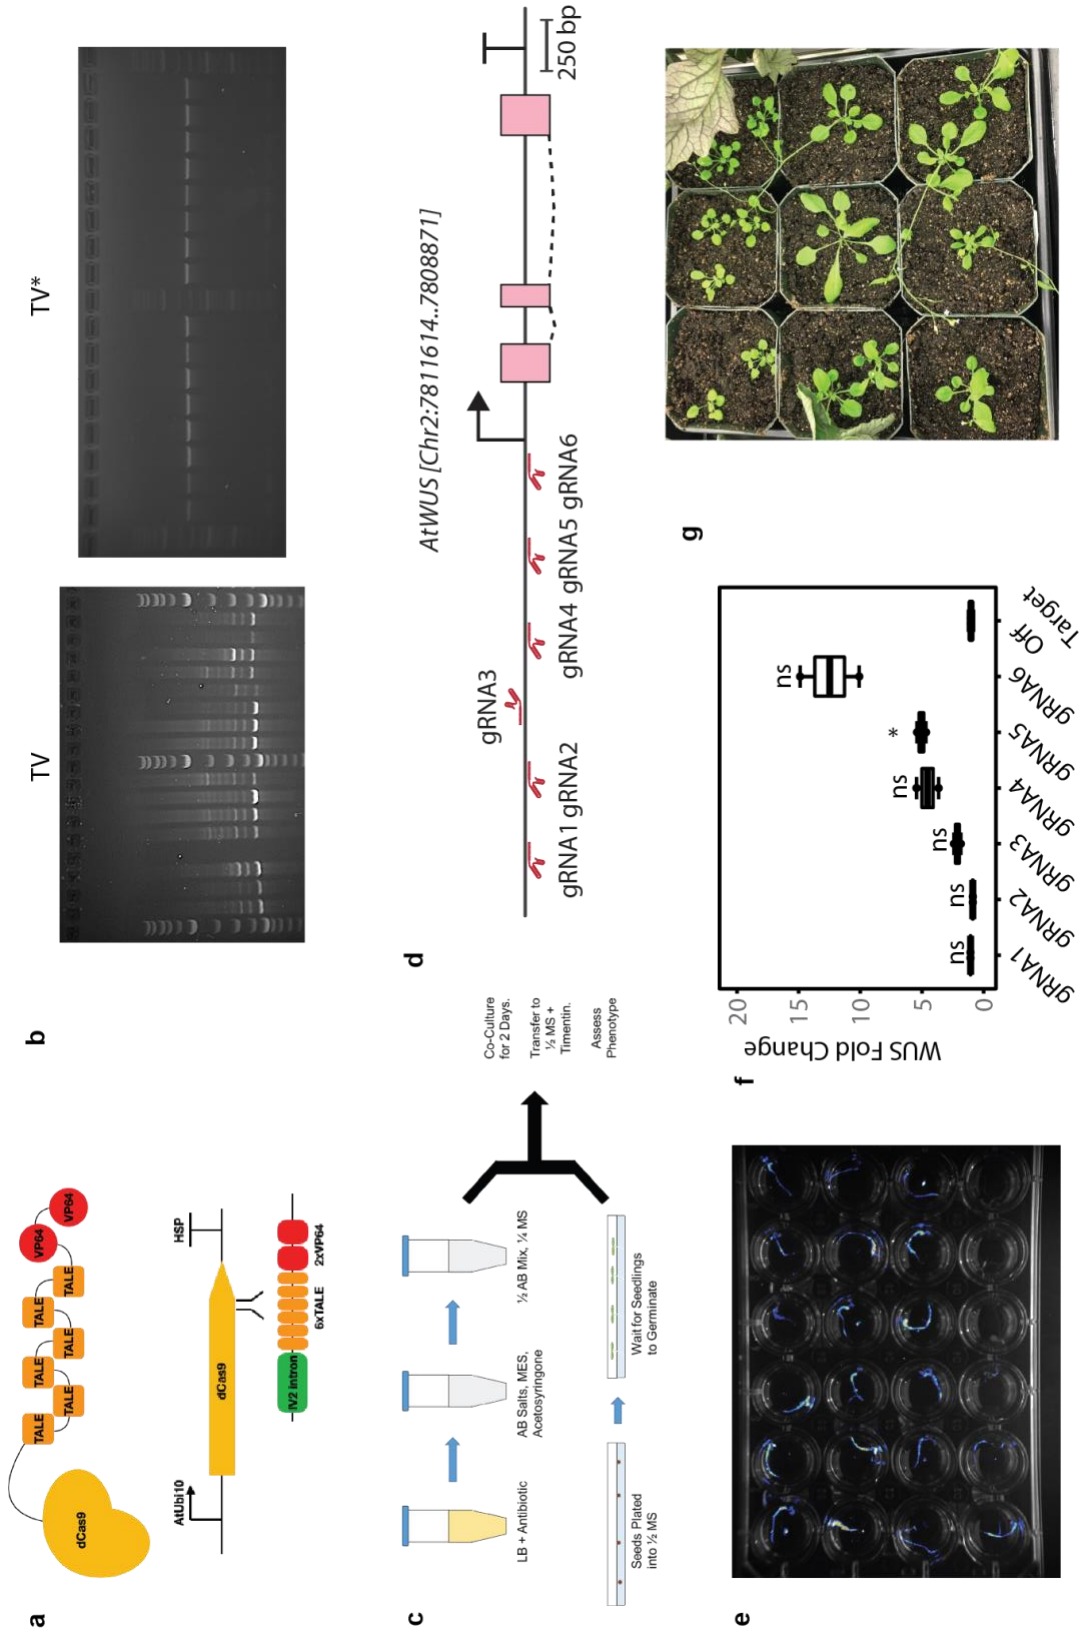 a
dCas9
TALE
TALE
TALE
TALE
TALE
TALE
VP64
VP64
AtUbi10
dCas9
HSP
IV2 intron
6xTALE
2xVP64
b
TV
TV*
c
LB + Antibiotic
AB Salts, MES,
Acetosyringone
½ AB Mix, ¼ MS
Seeds Plated
into ½ MS
Wait for Seedlings
to Germinate
Co-Culture
for 2 Days.
Transfer to
½ MS +
Timentin.
Assess
Phenotype
d
AtWUS [Chr2:7811614..7808871]
gRNA3
gRNA1 gRNA2
gRNA4 gRNA5 gRNA6
250 bp
e
f
WUS Fold Change
20
15
10
5
0
ns
ns
ns
ns
*
ns
gRNA1
gRNA2
gRNA3
gRNA4
gRNA5
gRNA6
Off
Target
g